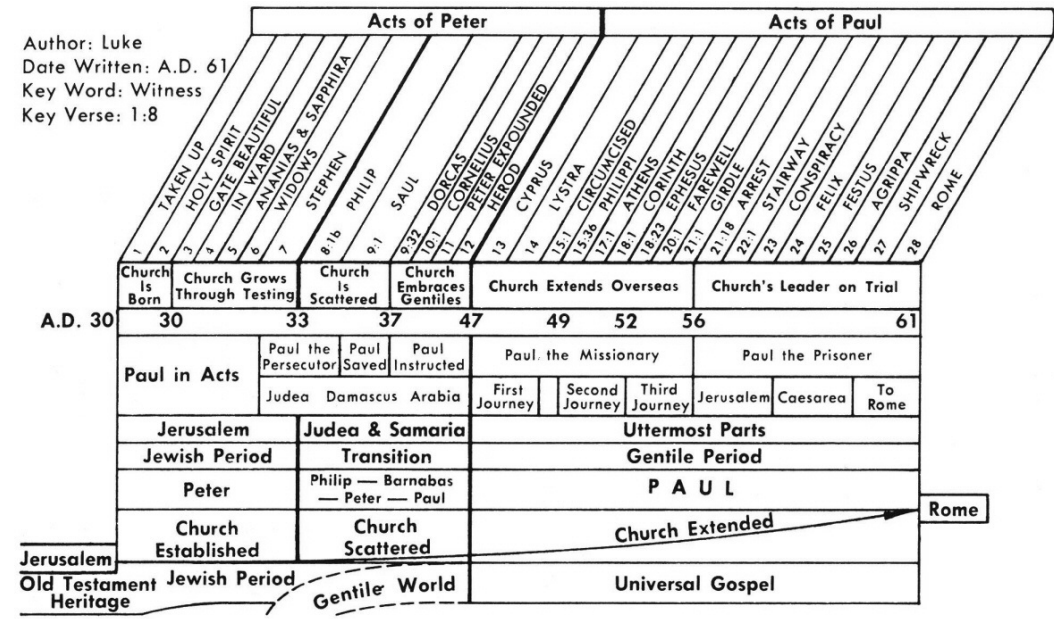 Acts of Peter
Acts of Paul
Author: Luke
Date Written: A.D. 61
Key Word: Witness
Key Verse: 1:8
TAKEN UP
HOLY SPIRIT
GATE BEAUTIFUL
IN WARD
ANANIAS & SAPPHIRA
WIDOWS
STEPHEN
PHILIP
SAUL
DORCAS
CORNELIUS
PETER EXPOUNDED
HEROD
CYPRUS
LYSTRA
CIRCUMCISED
PHILIPPI
ATHENS
CORINTH
EPHESUS
FAREWELL
GIRDLE
ARREST
STAIRWAY
CONSPIRACY
FELIX
FESTUS
AGRIPPA
SHIPWRECK
ROME
1
2
3
4
5
6
7
8:1b
9:1
9:32
10:1
11
12
13
14
15:1
15:36
17:1
18:1
18:23
20:1
21:1
21:18
22:1
23
24
25
26
27
28
Church
Is
Born
Church Grows
Through Testing
Church
Is
Scattered
Church
Embraces
Gentiles
Church Extends Overseas
Church's Leader on Trial
A.D. 30 30 33 37 47 49 52 56 61
Paul in Acts
Paul the
Persecutor
Paul
Saved
Paul
Instructed
Paul the Missionary
Paul the Prisoner
Judea Damascus Arabia
First
Journey
Second
Journey
Third
Journey
Jerusalem
Caesarea
To
Rome
Jerusalem
Judea & Samaria
Uttermost Parts
Jewish Period
Transition
Gentile Period
Peter
Philip — Barnabas
— Peter — Paul
PAUL
Church
Established
Church
Scattered
Church Extended
Rome
Jerusalem
Old Testament
Heritage
Jewish Period
Gentile World
Universal Gospel